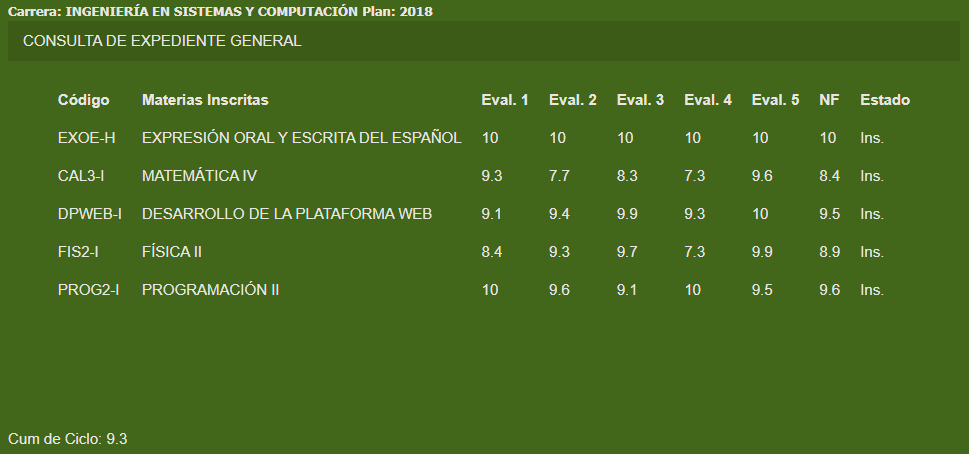 Carrera: INGENIERÍA EN SISTEMAS Y COMPUTACIÓN Plan: 2018
CONSULTA DE EXPEDIENTE GENERAL
Código Materias Inscritas Eval. 1 Eval. 2 Eval. 3 Eval. 4 Eval. 5 NF Estado
EXOE-H EXPRESIÓN ORAL Y ESCRITA DEL ESPAÑOL 10 10 10 10 10 10 Ins.
CAL3-I MATEMÁTICA IV 9.3 7.7 8.3 7.3 9.6 8.4 Ins.
DPWEB-I DESARROLLO DE LA PLATAFORMA WEB 9.1 9.4 9.9 9.3 10 9.5 Ins.
FIS2-I FÍSICA II 8.4 9.3 9.7 7.3 9.9 8.9 Ins.
PROG2-I PROGRAMACIÓN II 10 9.6 9.1 10 9.5 9.6 Ins.
Cum de Ciclo: 9.3